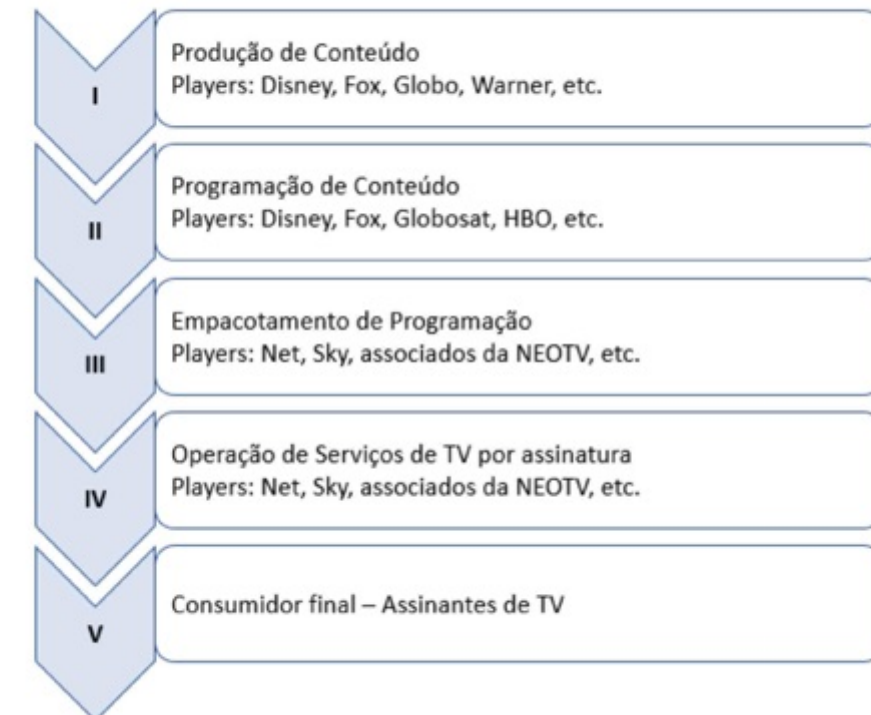 I
Produção de Conteúdo
Players: Disney, Fox, Globo, Warner, etc.
II
Programação de Conteúdo
Players: Disney, Fox, Globosat, HBO, etc.
III
Empacotamento de Programação
Players: Net, Sky, associados da NEOTV, etc.
IV
Operação de Serviços de TV por assinatura
Players: Net, Sky, associados da NEOTV, etc.
V
Consumidor final – Assinantes de TV